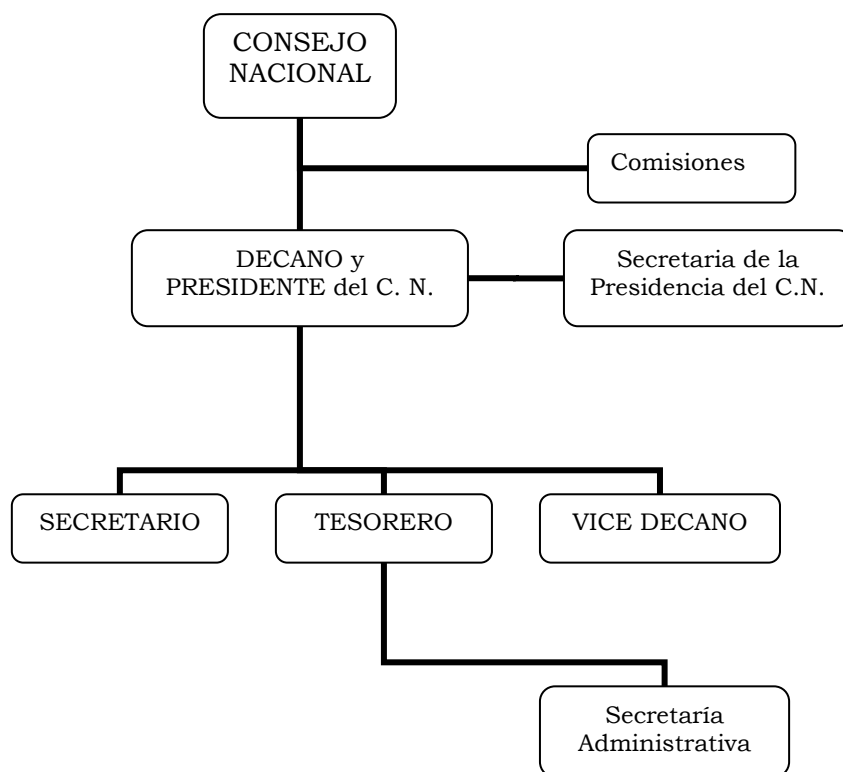 CONSEJO
NACIONAL
Comisiones
DECANO y
PRESIDENTE del C. N.
Secretaria de la
Presidencia del C.N.
SECRETARIO
TESORERO
VICE DECANO
Secretaría
Administrativa